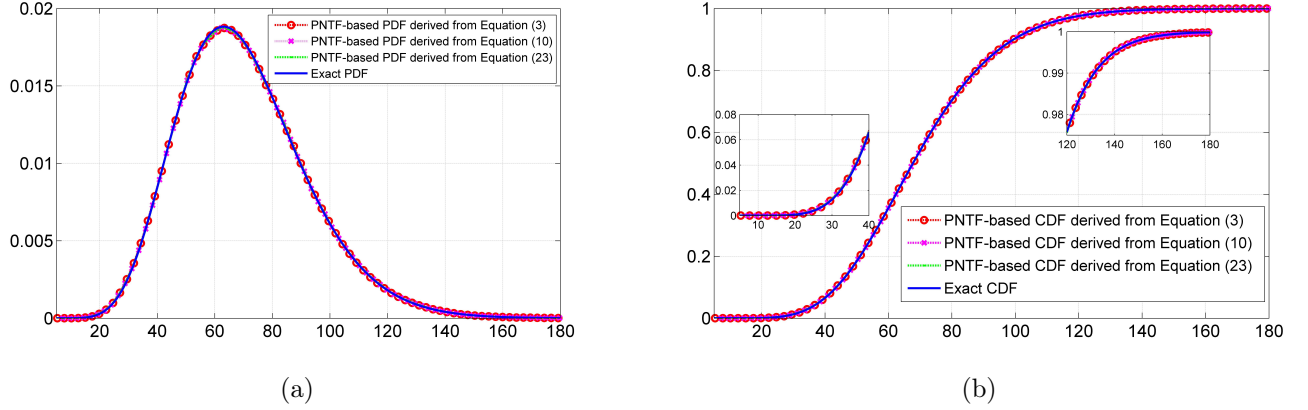 0.02
0.015
0.01
0.005
0
20 40 60 80 100 120 140 160 180
PNTF-based PDF derived from Equation (3)
PNTF-based PDF derived from Equation (10)
PNTF-based PDF derived from Equation (23)
Exact PDF
(a)
1
0.8
0.6
0.4
0.2
0
20 40 60 80 100 120 140 160 180
0.08
0.06
0.04
0.02
0
10 20 30 40
1
0.99
0.98
120 140 160 180
PNTF-based CDF derived from Equation (3)
PNTF-based CDF derived from Equation (10)
PNTF-based CDF derived from Equation (23)
Exact CDF
(b)